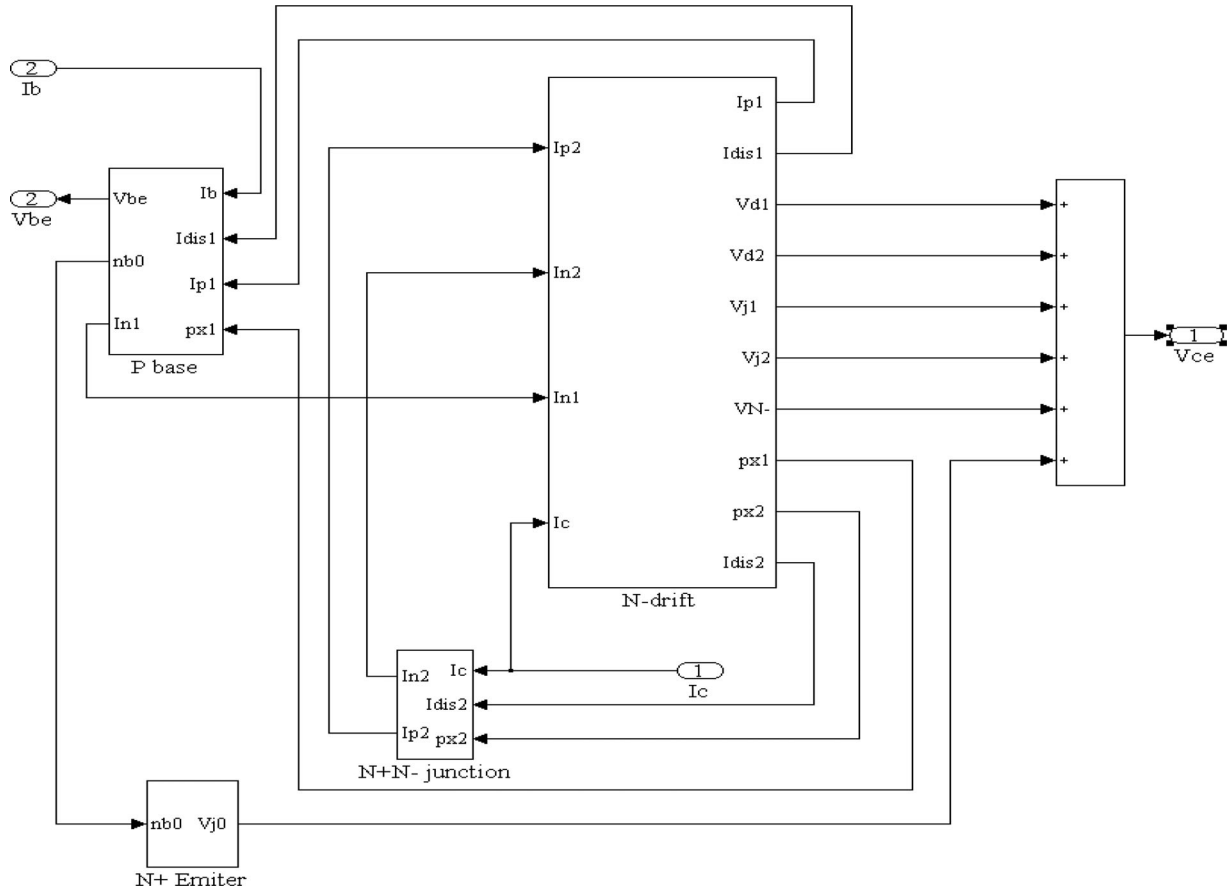 2
Ib
2
Vbe
Vbe
nb0
In1
Ib
Idis1
Ip1
px1
P base
Ip2
In2
In1
Ic
Ip1
Idis1
Vd1
Vd2
Vj1
Vj2
VN-
px1
px2
Idis2
N-drift
+
+
+
+
+
+
1
Vce
In2
Ip2
Ic
Idis2
px2
N+N- junction
1
Ic
nb0
Vj0
N+ Emiter